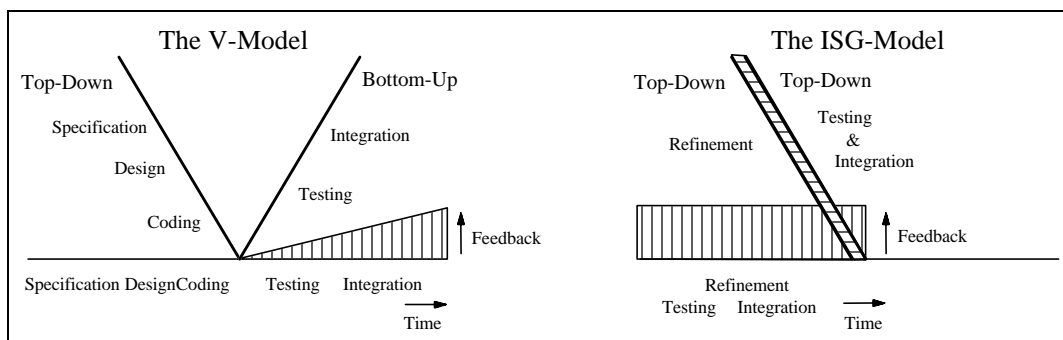 The V-Model
Top-Down
Bottom-Up
Specification
Integration
Design
Testing
Coding
Feedback
Specification DesignCoding Testing Integration
Time
The ISG-Model
Top-Down
Top-Down
Testing
&
Integration
Refinement
Feedback
Refinement
Testing Integration
Time